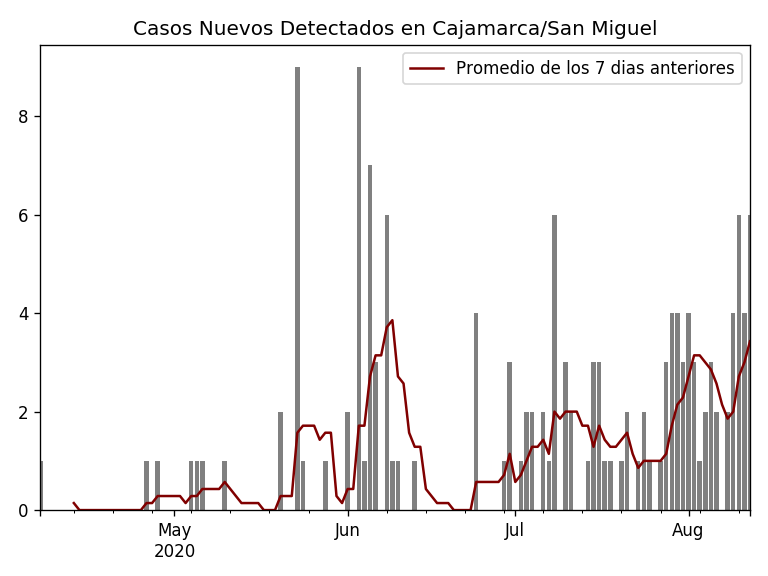 Casos Nuevos Detectados en Cajamarca/San Miguel
Promedio de los 7 dias anteriores
8
6
4
2
0
May Jun Jul Aug
2020